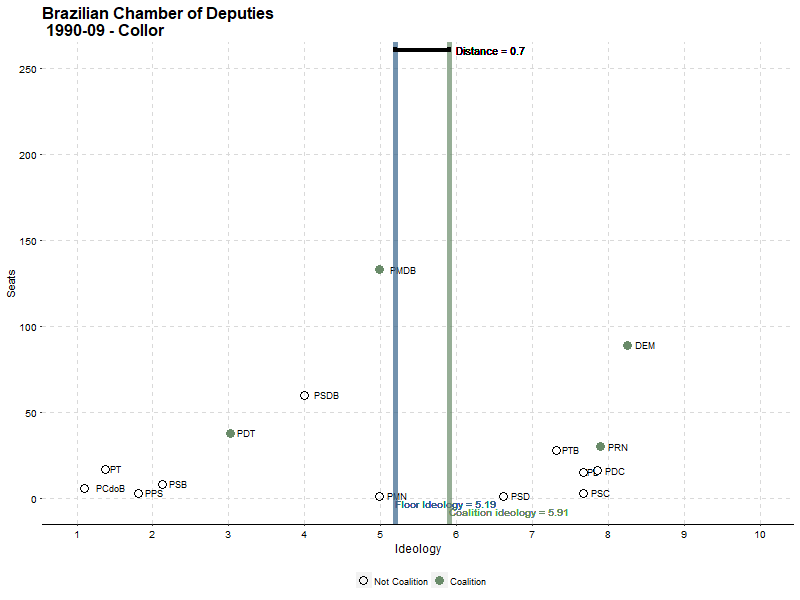 Brazilian Chamber of Deputies
1990-09 - Collor
Distance = 0.7
250
200
150
100
50
0
Seats
PMDB
DEM
PSDB
PDT
PTB
PRN
PT
PDC
PSB
PCdoB
PPS
PSC
PMN
PSD
Floor Ideology = 5.19
Coalition ideology = 5.91
1 2 3 4 5 6 7 8 9 10
Ideology
Not Coalition Coalition